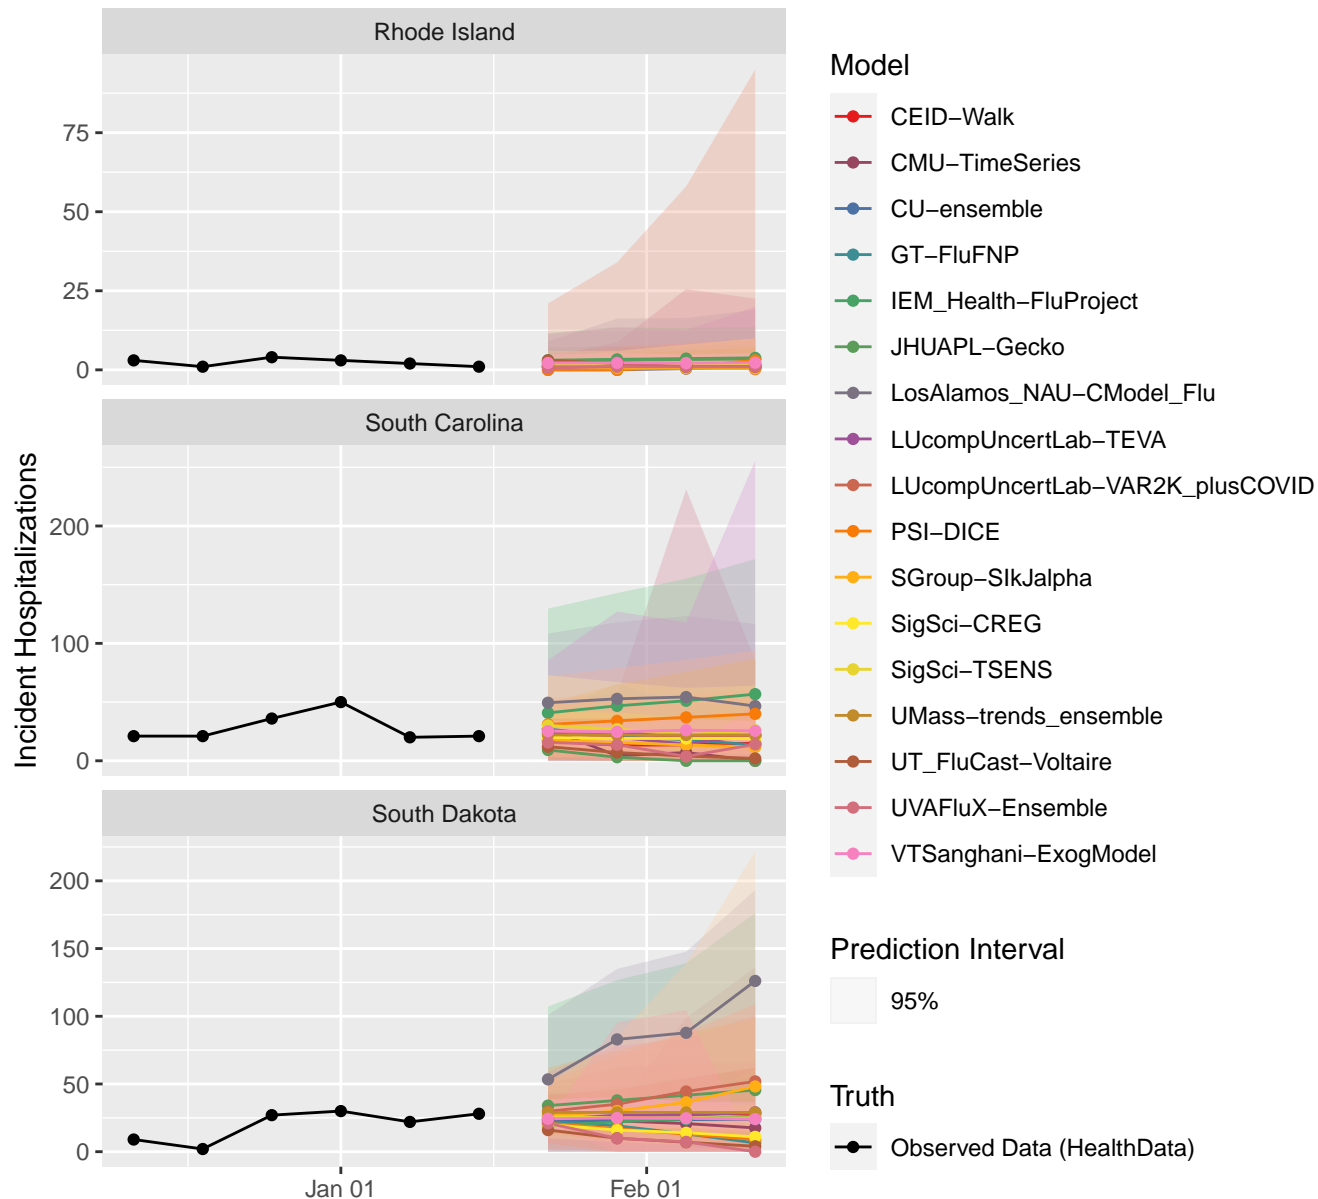 Rhode Island
75
50
25
0
South Carolina
200
100
0
South Dakota
200
150
100
50
0
Jan 01
Feb 01
Incident Hospitalizations
Model
CEID−Walk
CMU−TimeSeries
CU−ensemble
GT−FluFNP
IEM_Health−FluProject
JHUAPL−Gecko
LosAlamos_NAU−CModel_Flu
LUcompUncertLab−TEVA
LUcompUncertLab−VAR2K_plusCOVID
PSI−DICE
SGroup−SIkJalpha
SigSci−CREG
SigSci−TSENS
UMass−trends_ensemble
UT_FluCast−Voltaire
UVAFluX−Ensemble
VTSanghani−ExogModel
Prediction Interval
95%
Truth
Observed Data (HealthData)